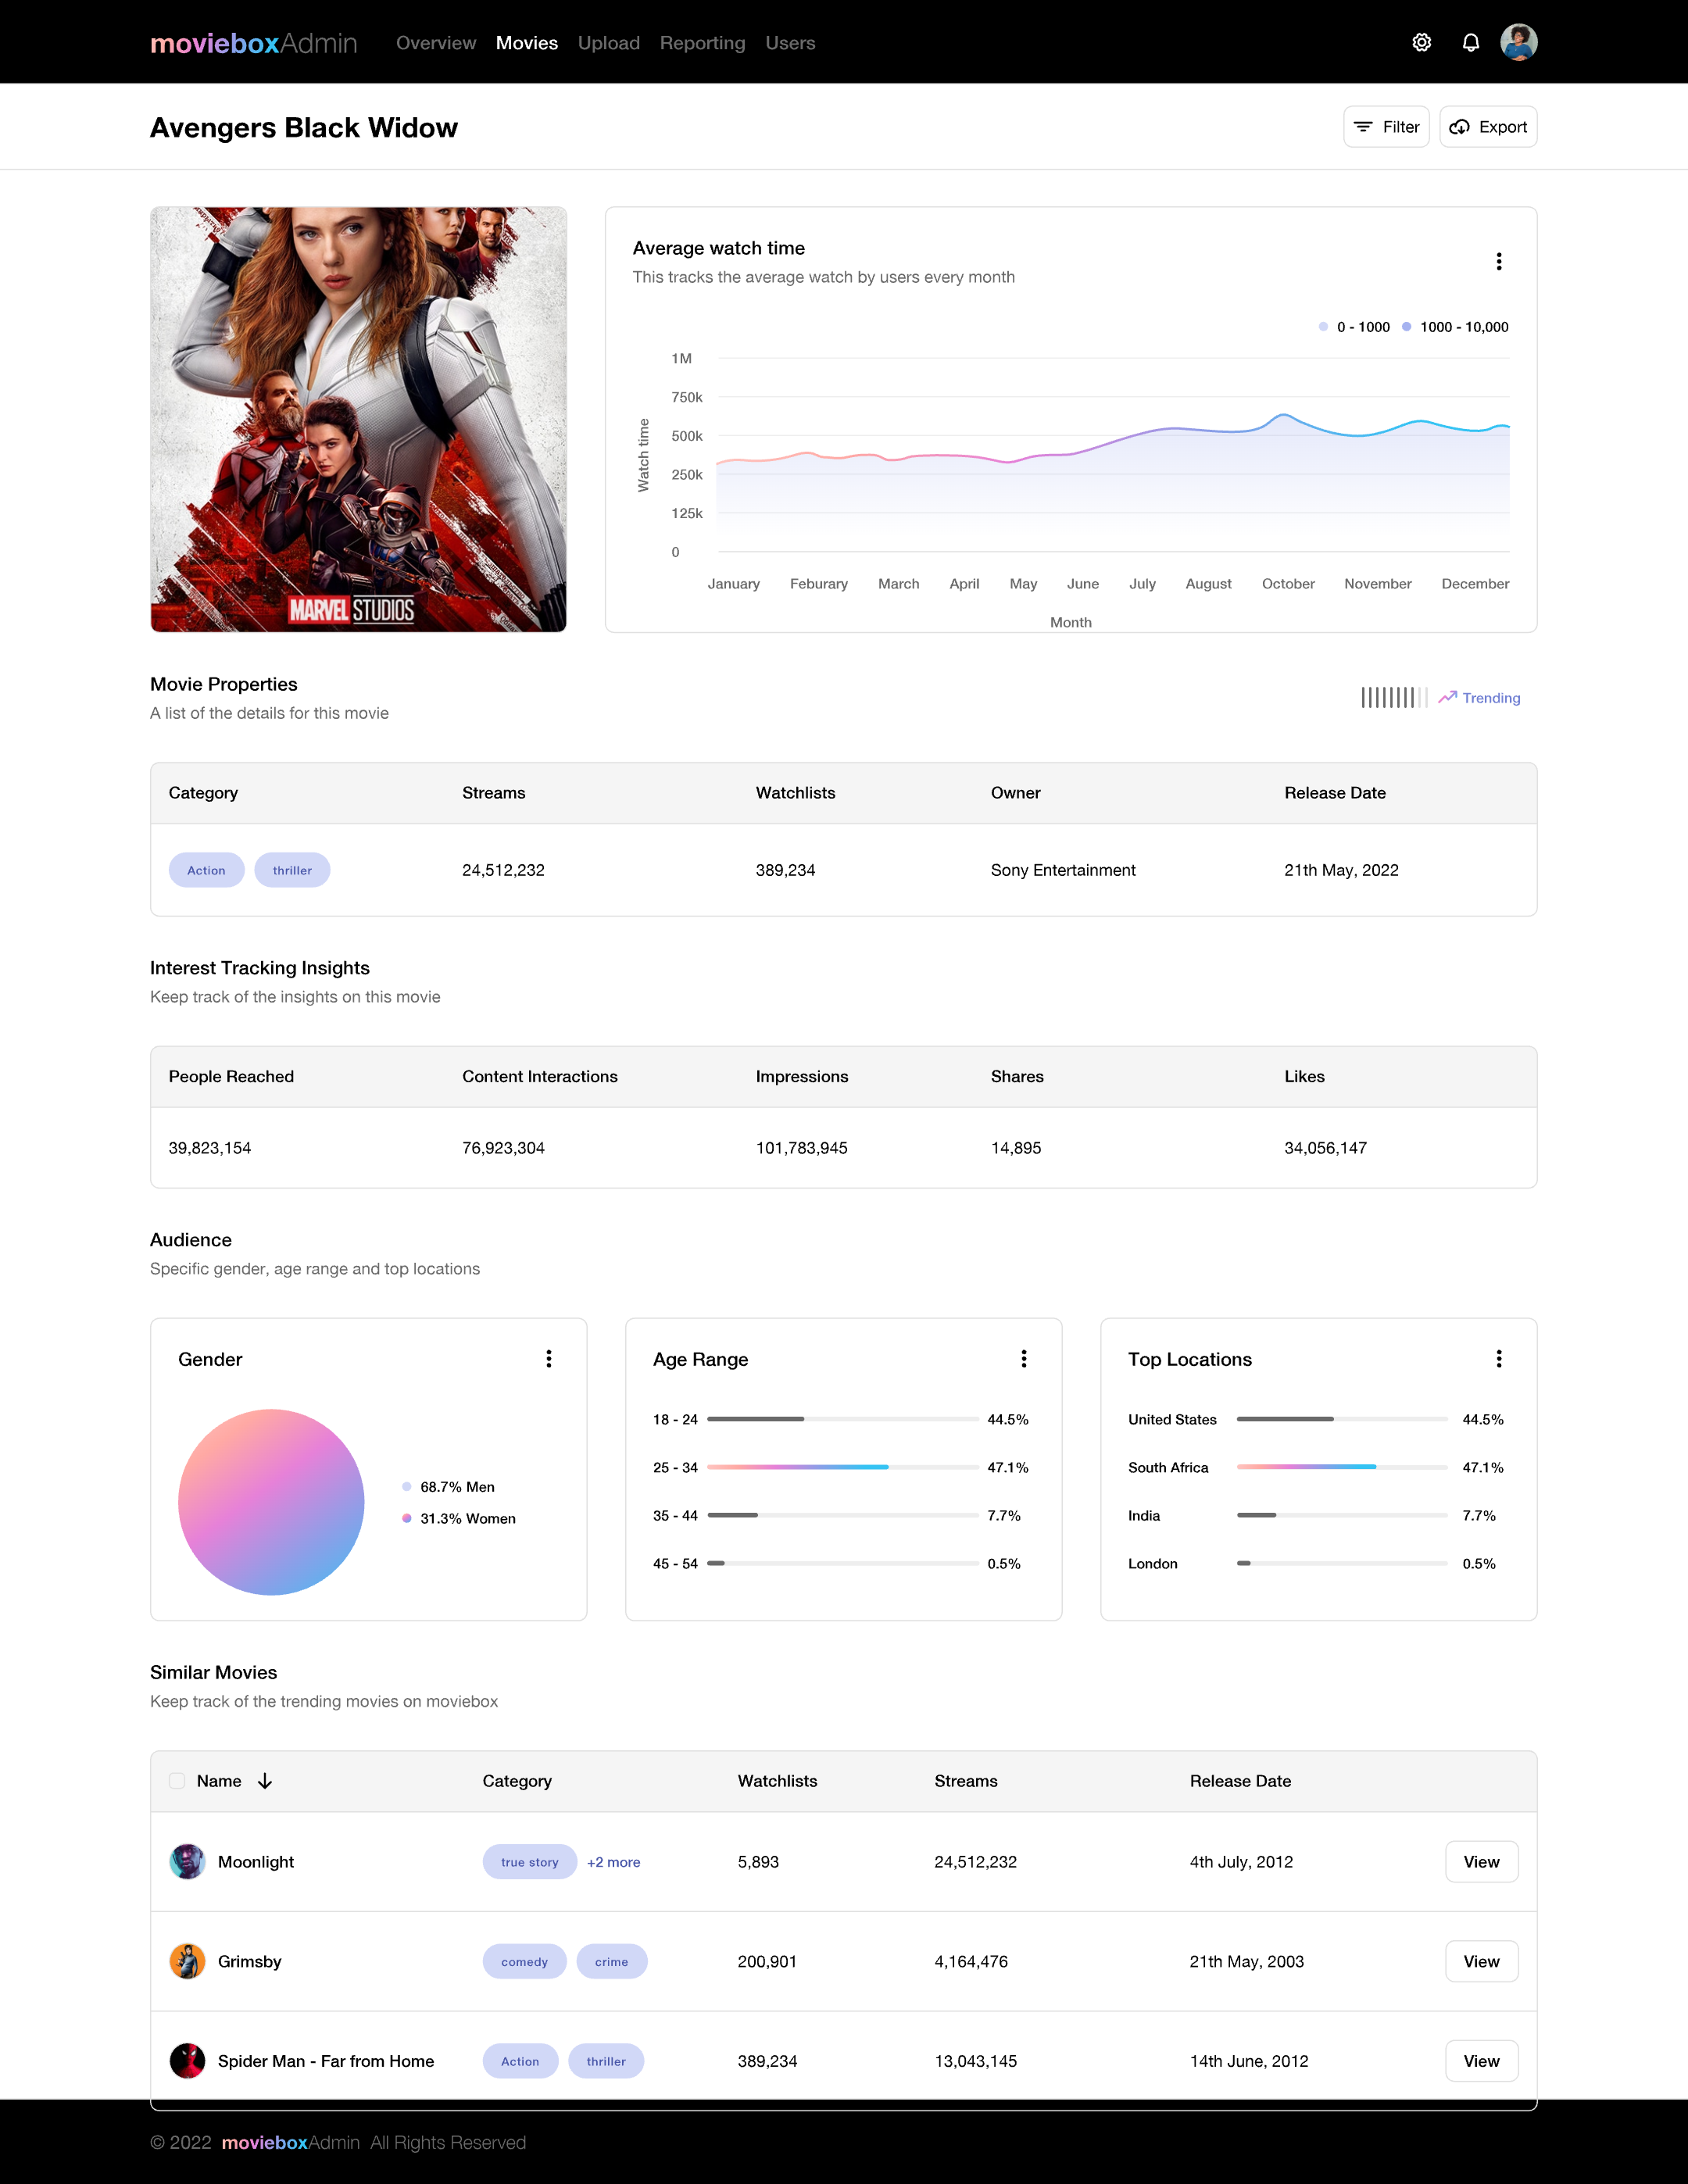 movieboxAdmin Overview Movies Upload Reporting Users
Avengers Black Widow
Filter Export
MARVEL STUDIOS
Average watch time
This tracks the average watch by users every month
0 - 1000 1000 - 10,000
Watch time
1M
750k
500k
250k
125k
0
January Feburary March April May June July August October November December
Month
Movie Properties
A list of the details for this movie
Trending
Category Streams Watchlists Owner Release Date
Action thriller 24,512,232 389,234 Sony Entertainment 21th May, 2022
Interest Tracking Insights
Keep track of the insights on this movie
People Reached Content Interactions Impressions Shares Likes
39,823,154 76,923,304 101,783,945 14,895 34,056,147
Audience
Specific gender, age range and top locations
Gender
68.7% Men
31.3% Women
Age Range
18 - 24 44.5%
25 - 34 47.1%
35 - 44 7.7%
45 - 54 0.5%
Top Locations
United States 44.5%
South Africa 47.1%
India 7.7%
London 0.5%
Similar Movies
Keep track of the trending movies on moviebox
Name Category Watchlists Streams Release Date
Moonlight true story +2 more 5,893 24,512,232 4th July, 2012 View
Grimsby comedy crime 200,901 4,164,476 21th May, 2003 View
Spider Man - Far from Home Action thriller 389,234 13,043,145 14th June, 2012 View
© 2022 movieboxAdmin All Rights Reserved